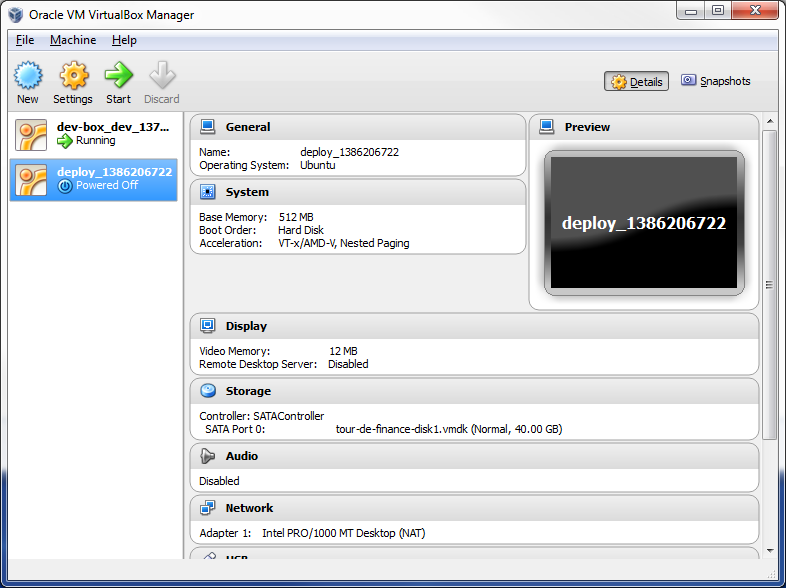 Oracle VM VirtualBox Manager
File Machine Help
New Settings Start Discard
Details Snapshots
dev-box_dev_137...
Running
deploy_1386206722
Powered Off
General
Name: deploy_1386206722
Operating System: Ubuntu
System
Base Memory: 512 MB
Boot Order: Hard Disk
Acceleration: VT-x/AMD-V, Nested Paging
Preview
deploy_1386206722
Display
Video Memory: 12 MB
Remote Desktop Server: Disabled
Storage
Controller: SATAController
SATA Port 0: tour-de-finance-disk1.vmdk (Normal, 40.00 GB)
Audio
Disabled
Network
Adapter 1: Intel PRO/1000 MT Desktop (NAT)
USB